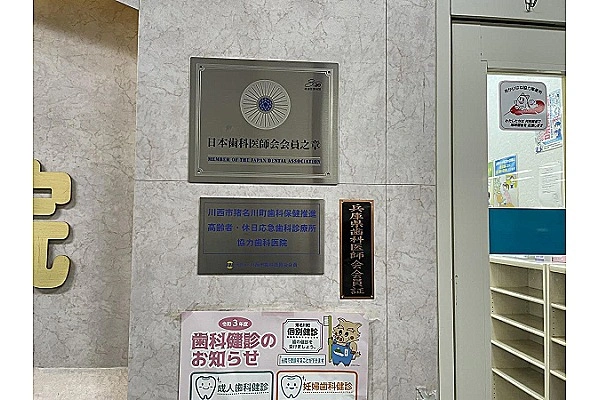 日本歯科医師会会員之章
MEMBER OF THE JAPAN DENTAL ASSOCIATION
川西市猪名川町歯科保健推進
高齢者・休日応急歯科診療所
協力歯科医院
兵庫県歯科医師会会員証
令和3年度
歯科健診の
お知らせ
個別健診
成人歯科健診
妊婦歯科健診